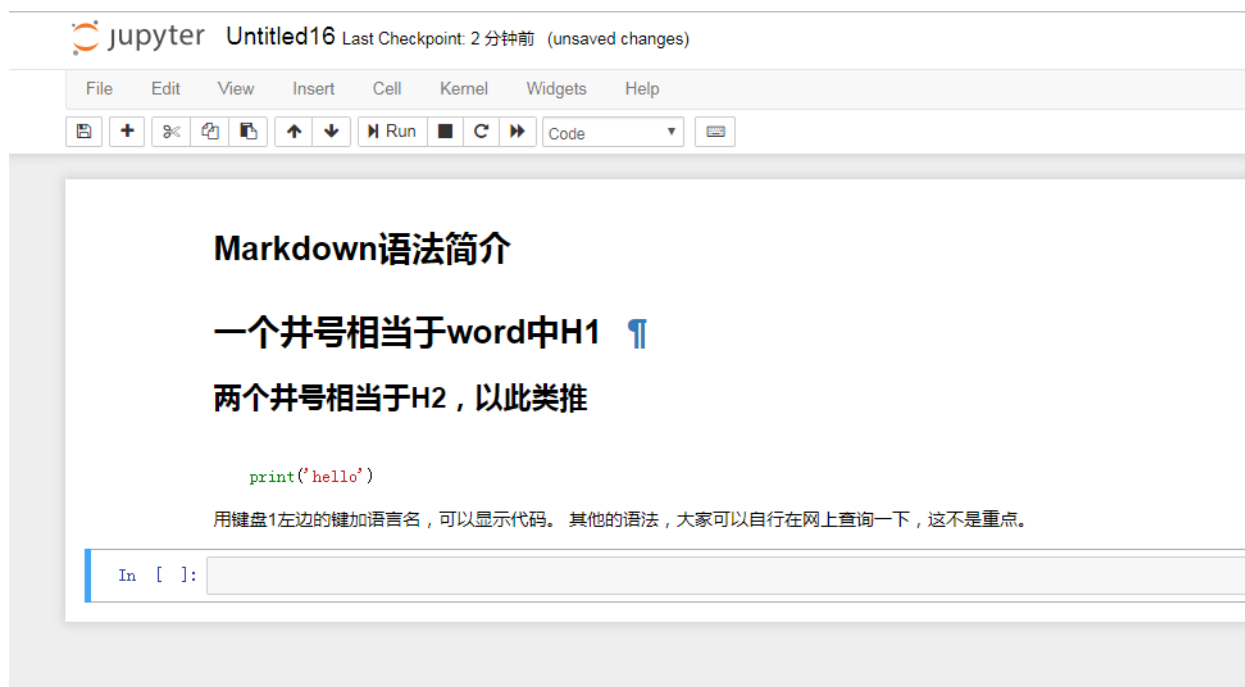 jupyter Untitled16 Last Checkpoint: 2 分钟前 (unsaved changes)
File Edit View Insert Cell Kernel Widgets Help
Run Code
Markdown语法简介
一个井号相当于word中H1 ¶
两个井号相当于H2，以此类推
print('hello')
用键盘1左边的键加语言名，可以显示代码。 其他的语法，大家可以自行在网上查询一下，这不是重点。
In [ ]: